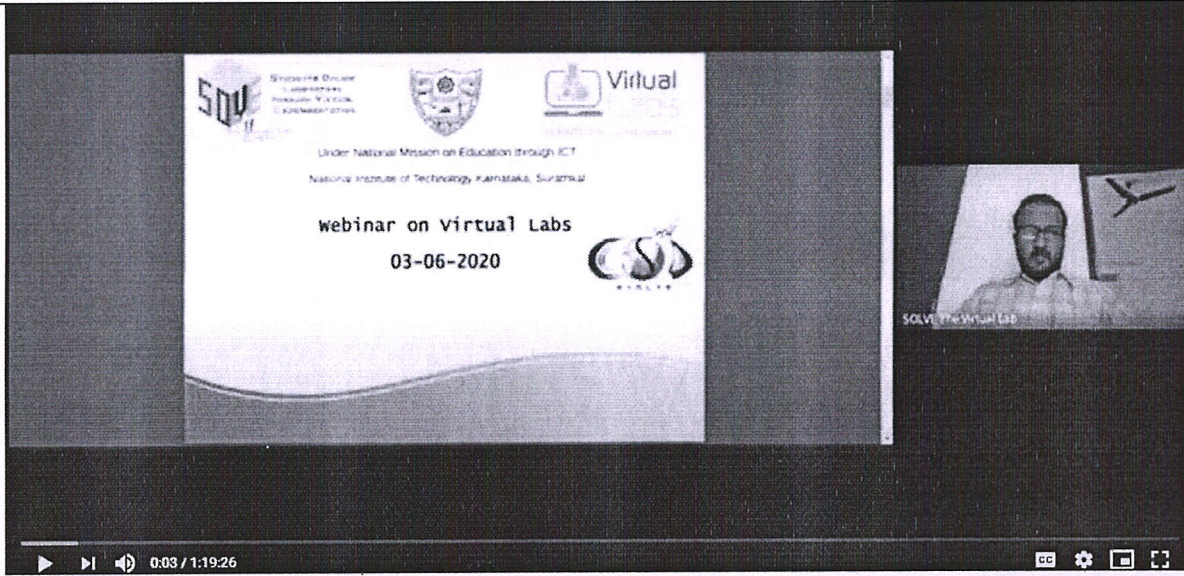 Virtual
Under National Mission on Education through ICT
National Institute of Technology Karnataka, Surathkal
Webinar on Virtual Labs
03-06-2020
SOLVE The Virtual Lab
0:03 / 1:19:26
CC